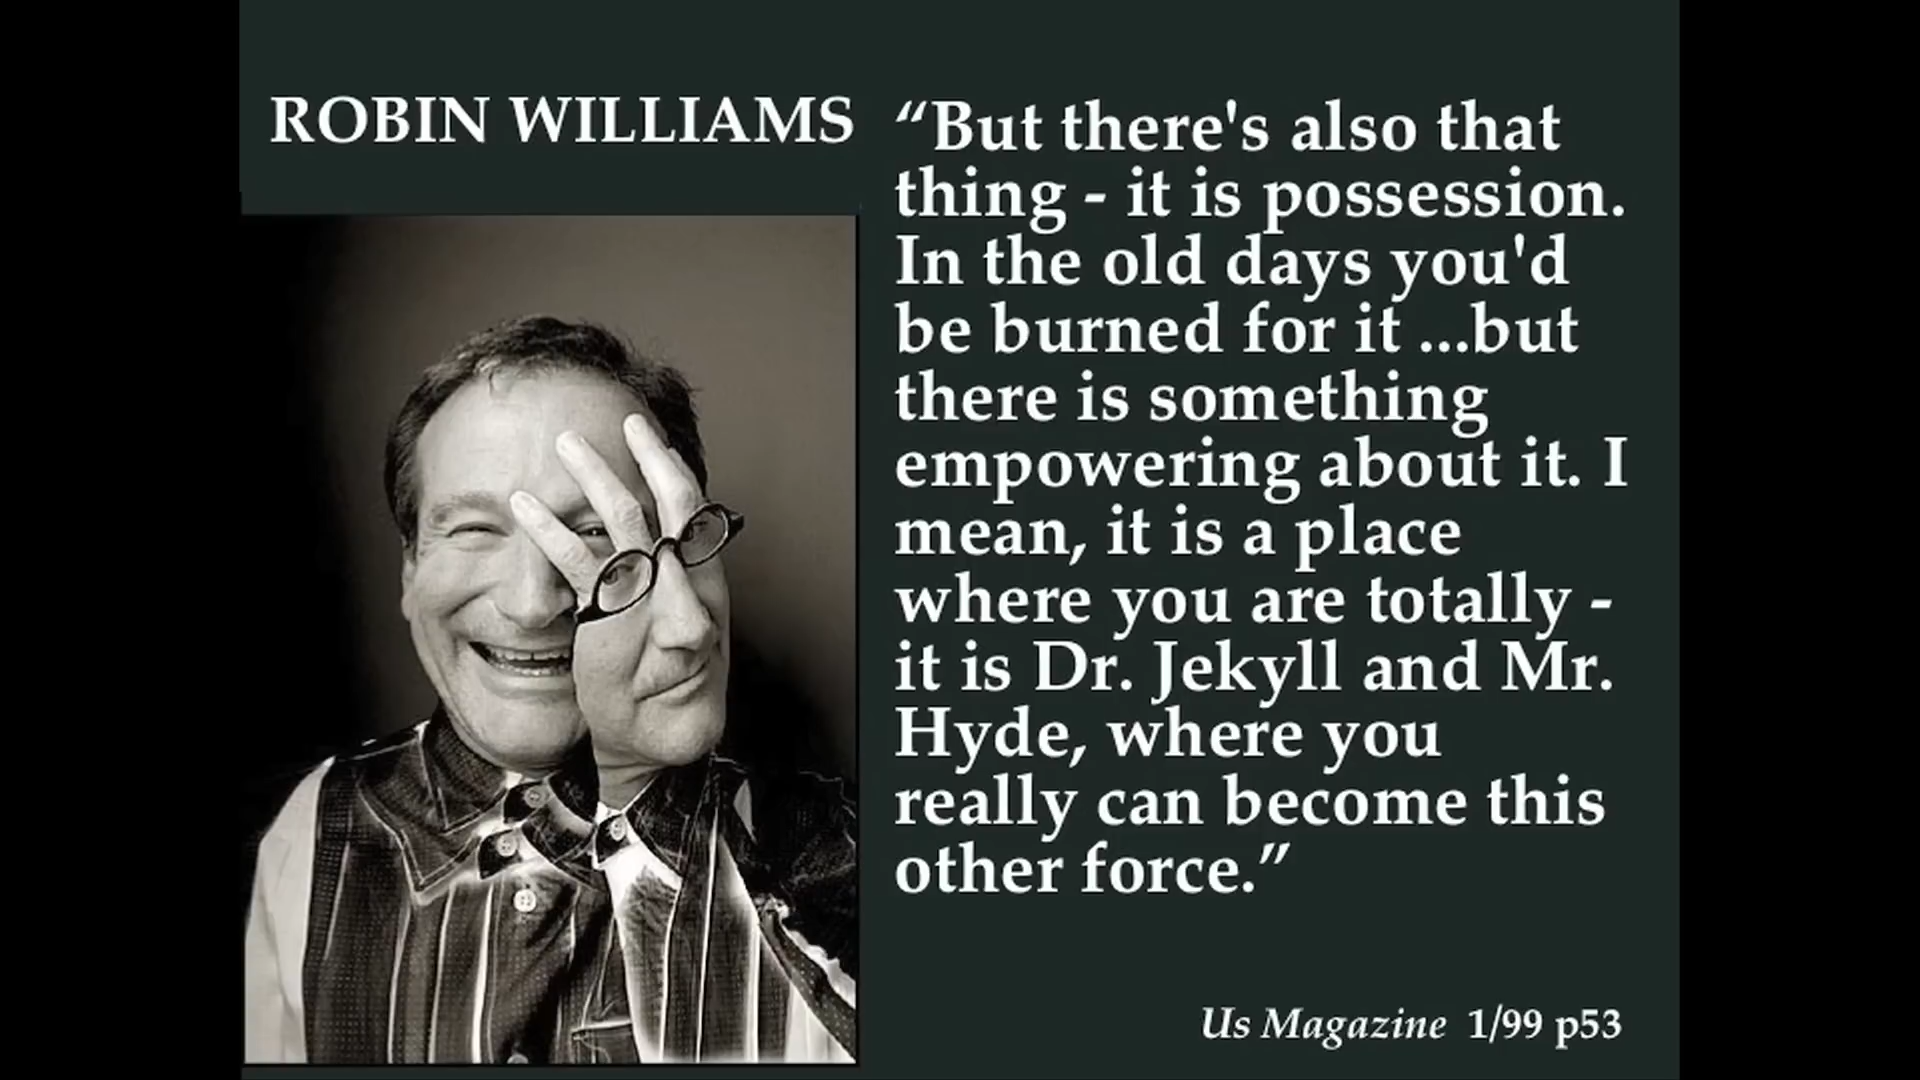 ROBIN WILLIAMS
“But there's also that
thing - it is possession.
In the old days you'd
be burned for it ...but
there is something
empowering about it. I
mean, it is a place
where you are totally -
it is Dr. Jekyll and Mr.
Hyde, where you
really can become this
other force.”
Us Magazine 1/99 p53